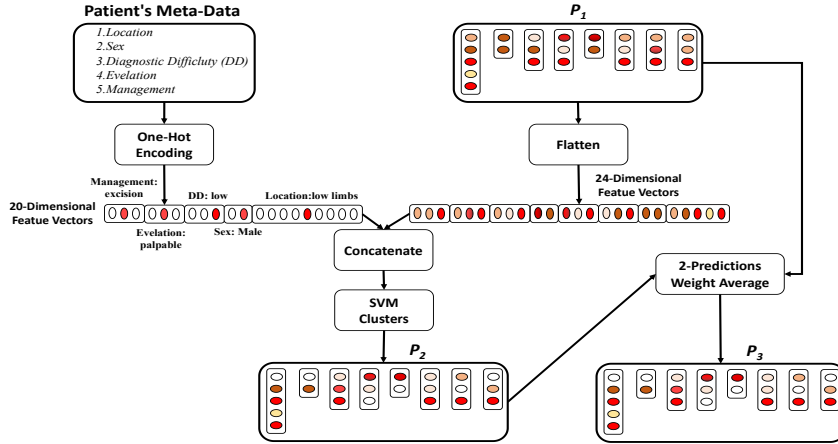 Patient's Meta-Data
1.Location
2.Sex
3.Diagnostic Difficluty (DD)
4.Evelation
5.Management
P1
One-Hot
Encoding
Flatten
Management:
excision
DD: low
Location:low limbs
24-Dimensional
Featue Vectors
20-Dimensional
Featue Vectors
Evelation:
palpable
Sex: Male
Concatenate
2-Predictions
Weight Average
SVM
Clusters
P2
P3